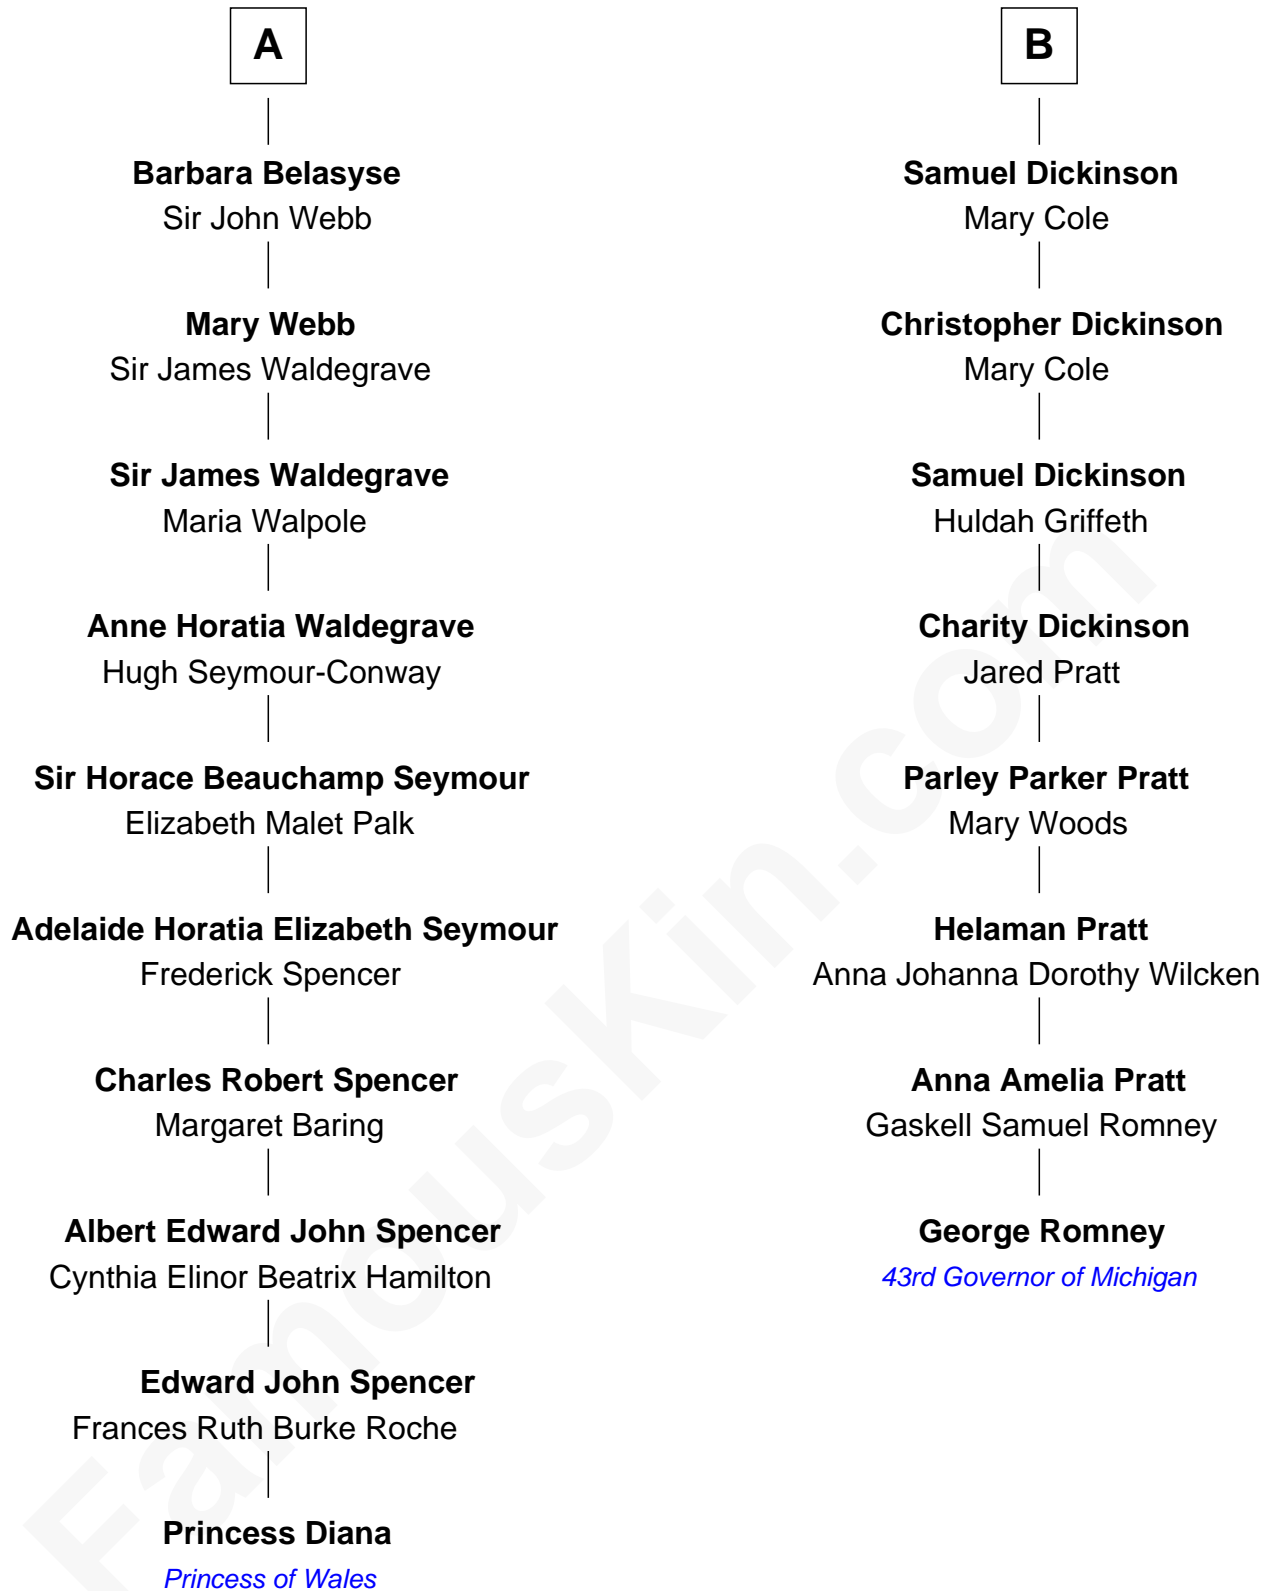 A
Barbara Belasyse
Sir John Webb
Mary Webb
Sir James Waldegrave
Sir James Waldegrave
Maria Walpole
Anne Horatia Waldegrave
Hugh Seymour-Conway
Sir Horace Beauchamp Seymour
Elizabeth Malet Palk
Adelaide Horatia Elizabeth Seymour
Frederick Spencer
Charles Robert Spencer
Margaret Baring
Albert Edward John Spencer
Cynthia Elinor Beatrix Hamilton
Edward John Spencer
Frances Ruth Burke Roche
Princess Diana
Princess of Wales
B
Samuel Dickinson
Mary Cole
Christopher Dickinson
Mary Cole
Samuel Dickinson
Huldah Griffeth
Charity Dickinson
Jared Pratt
Parley Parker Pratt
Mary Woods
Helaman Pratt
Anna Johanna Dorothy Wilcken
Anna Amelia Pratt
Gaskell Samuel Romney
George Romney
43rd Governor of Michigan
FamousKin.com